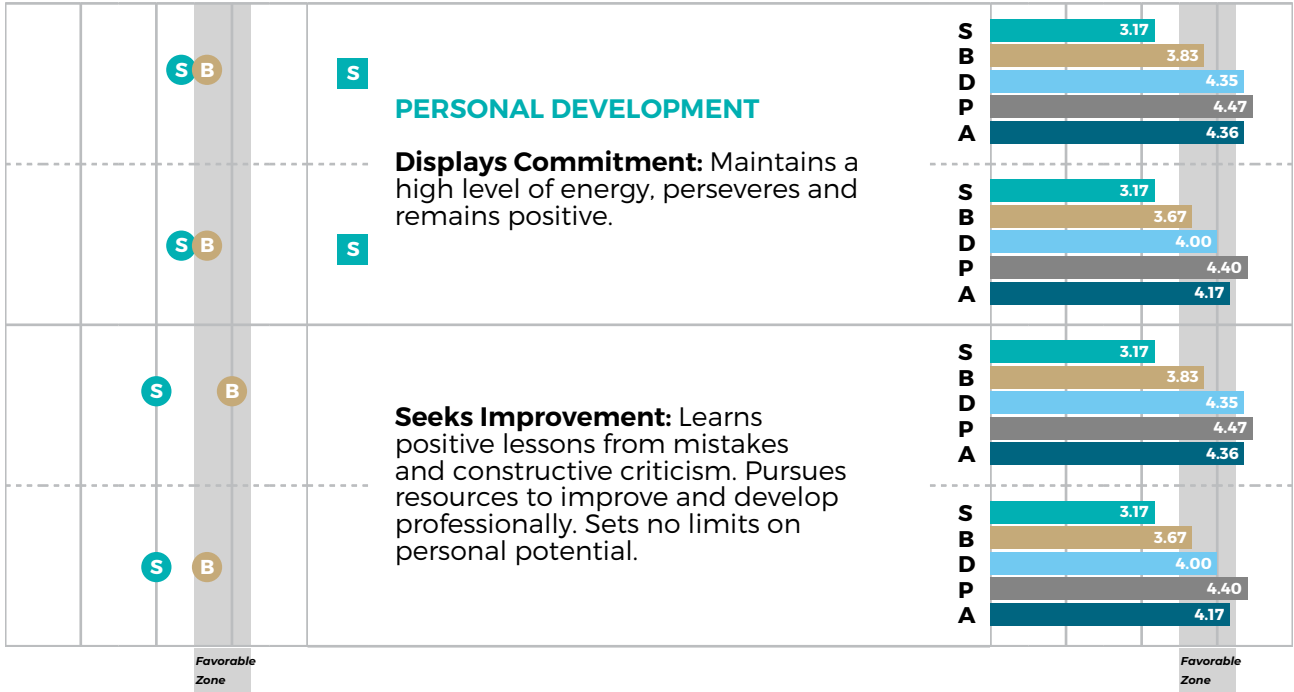 S B S
PERSONAL DEVELOPMENT
Displays Commitment: Maintains a
high level of energy, perseveres and
remains positive.
S B S
S 3.17
B 3.83
D 4.35
P 4.47
A 4.36
S 3.17
B 3.67
D 4.00
P 4.40
A 4.17
S B
Seeks Improvement: Learns
positive lessons from mistakes
and constructive criticism. Pursues
resources to improve and develop
professionally. Sets no limits on
personal potential.
S B
S 3.17
B 3.83
D 4.35
P 4.47
A 4.36
S 3.17
B 3.67
D 4.00
P 4.40
A 4.17
Favorable
Zone
Favorable
Zone